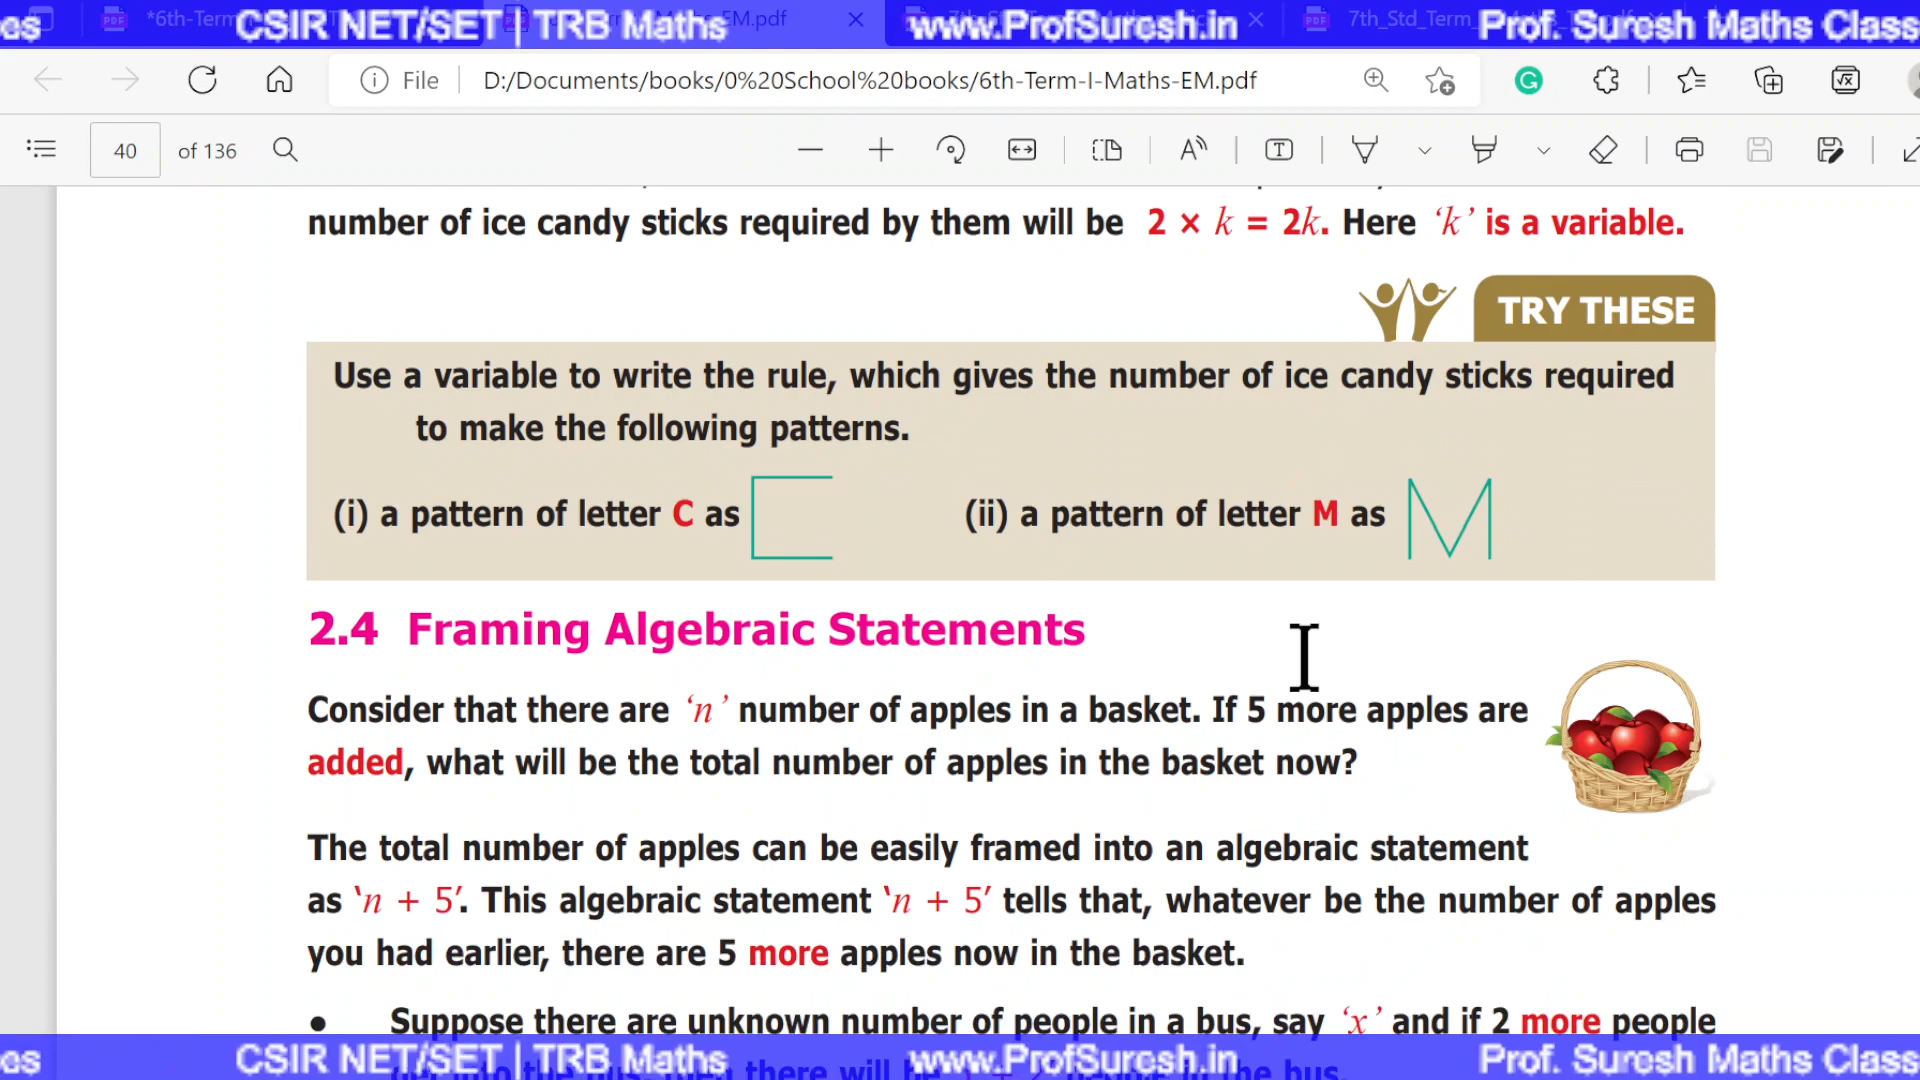 es CSIR NET/SET | TRB Maths www.ProfSuresh.in Prof. Suresh Maths Class
File D:/Documents/books/0%20School%20books/6th-Term-I-Maths-EM.pdf
40 of 136
number of ice candy sticks required by them will be 2 × k = 2k. Here ‘k’ is a variable.
TRY THESE
Use a variable to write the rule, which gives the number of ice candy sticks required
to make the following patterns.
(i) a pattern of letter C as (ii) a pattern of letter M as
2.4 Framing Algebraic Statements
Consider that there are ‘n’ number of apples in a basket. If 5 more apples are
added, what will be the total number of apples in the basket now?
The total number of apples can be easily framed into an algebraic statement
as ‘n + 5’. This algebraic statement ‘n + 5’ tells that, whatever be the number of apples
you had earlier, there are 5 more apples now in the basket.
• Suppose there are unknown number of people in a bus, say ‘x’ and if 2 more people
es CSIR NET/SET | TRB Maths www.ProfSuresh.in Prof. Suresh Maths Class